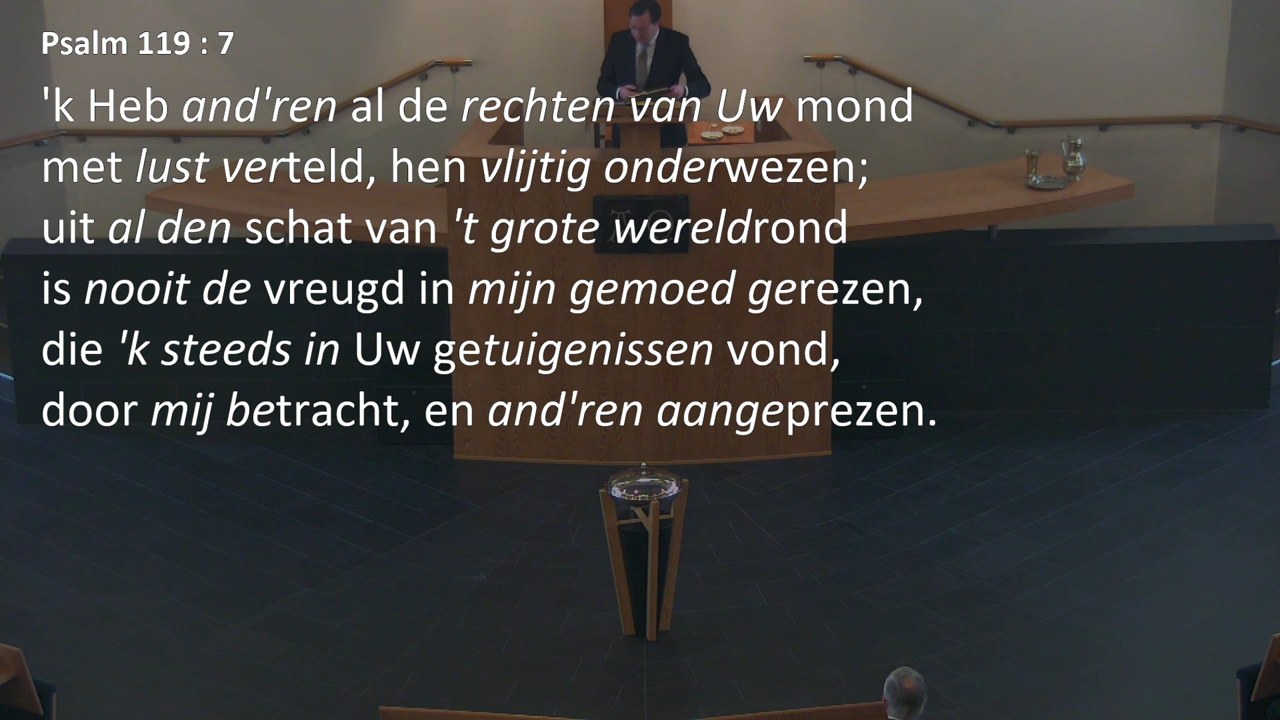 Psalm 119 : 7
'k Heb and'ren al de rechten van Uw mond
met lust verteld, hen vlijtig onderwezen;
uit al den schat van 't grote wereldrond
is nooit de vreugd in mijn gemoed gerezen,
die 'k steeds in Uw getuigenissen vond,
door mij betracht, en and'ren aangeprezen.